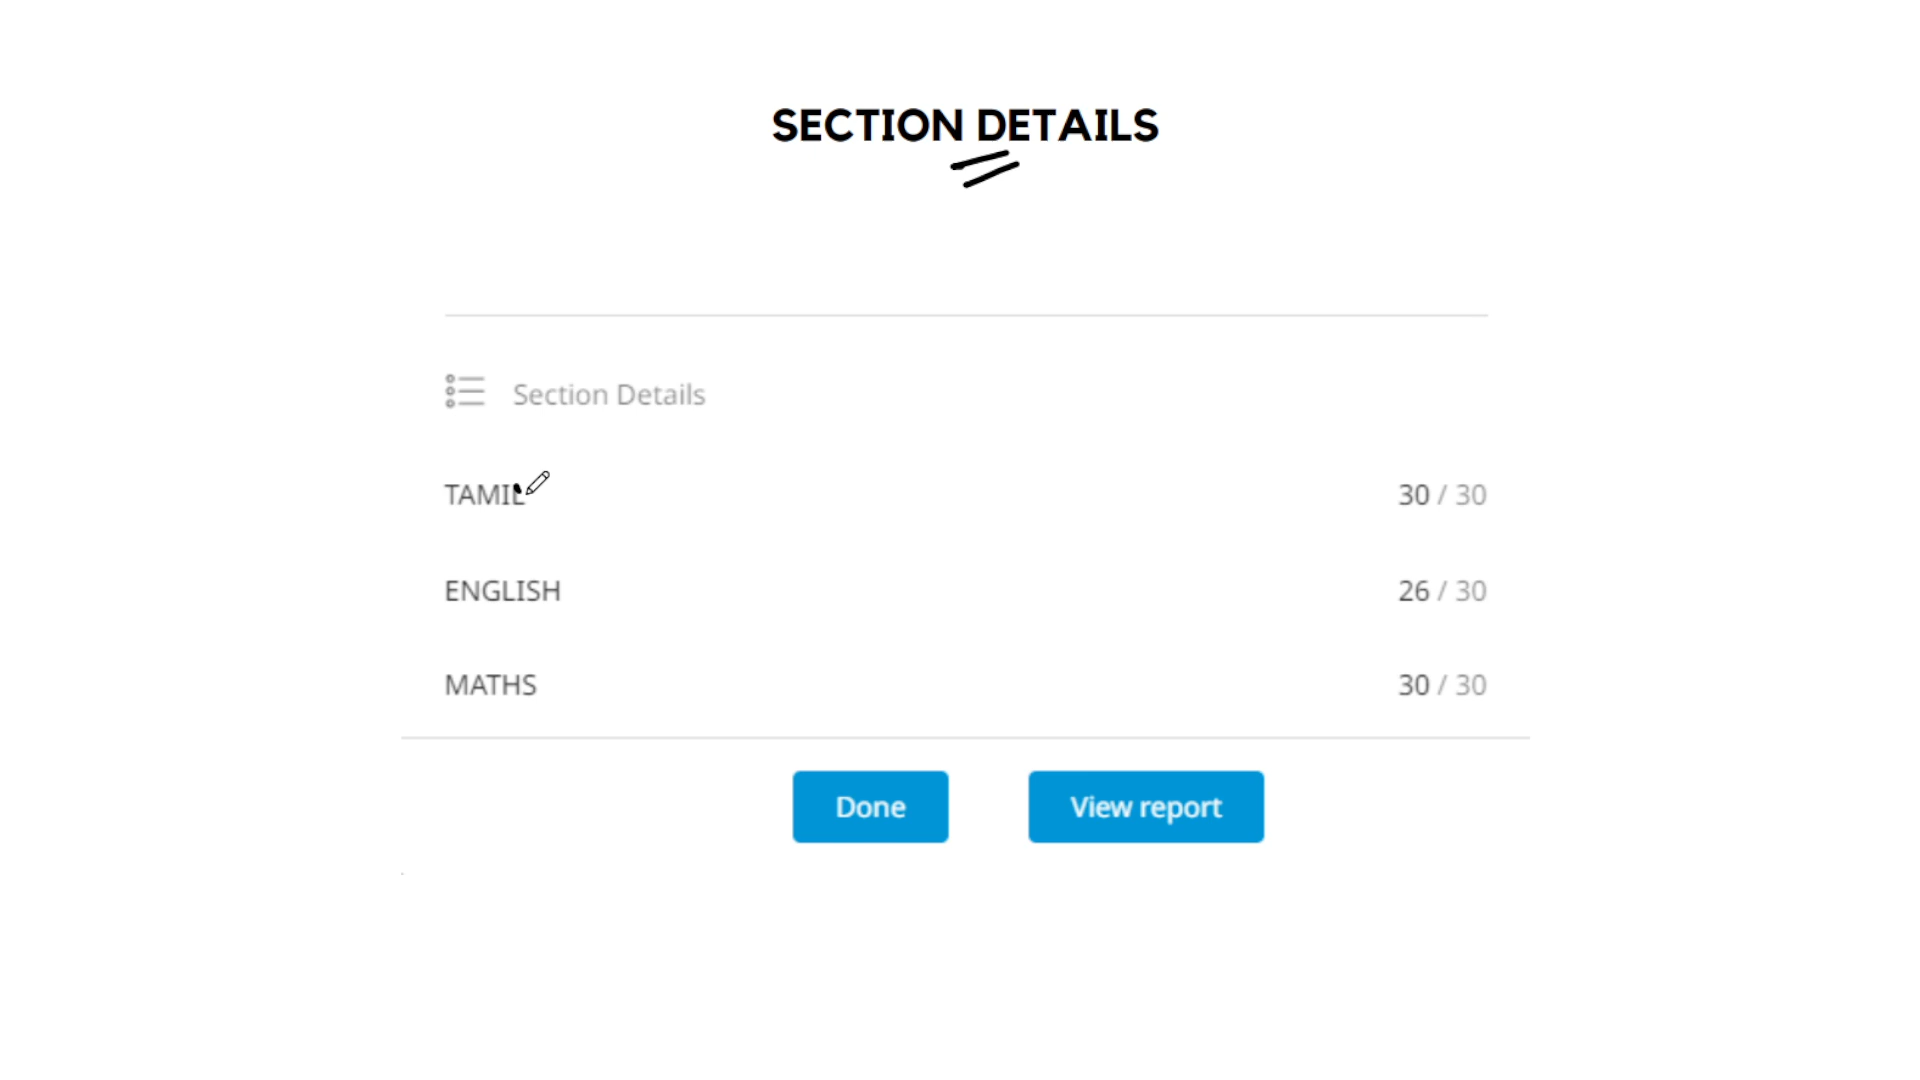 SECTION DETAILS
Section Details
TAMIL 30 / 30
ENGLISH 26 / 30
MATHS 30 / 30
Done View report